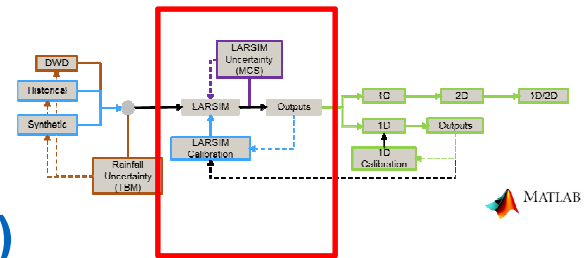 DWD
Historical
Synthetic
Rainfall
Uncertainty
(TBM)
LARSIM
Uncertainty
(MCS)
LARSIM
Outputs
LARSIM
Calibration
1D
2D
1D/2D
1D
Outputs
1D
Calibration
MATLAB
)